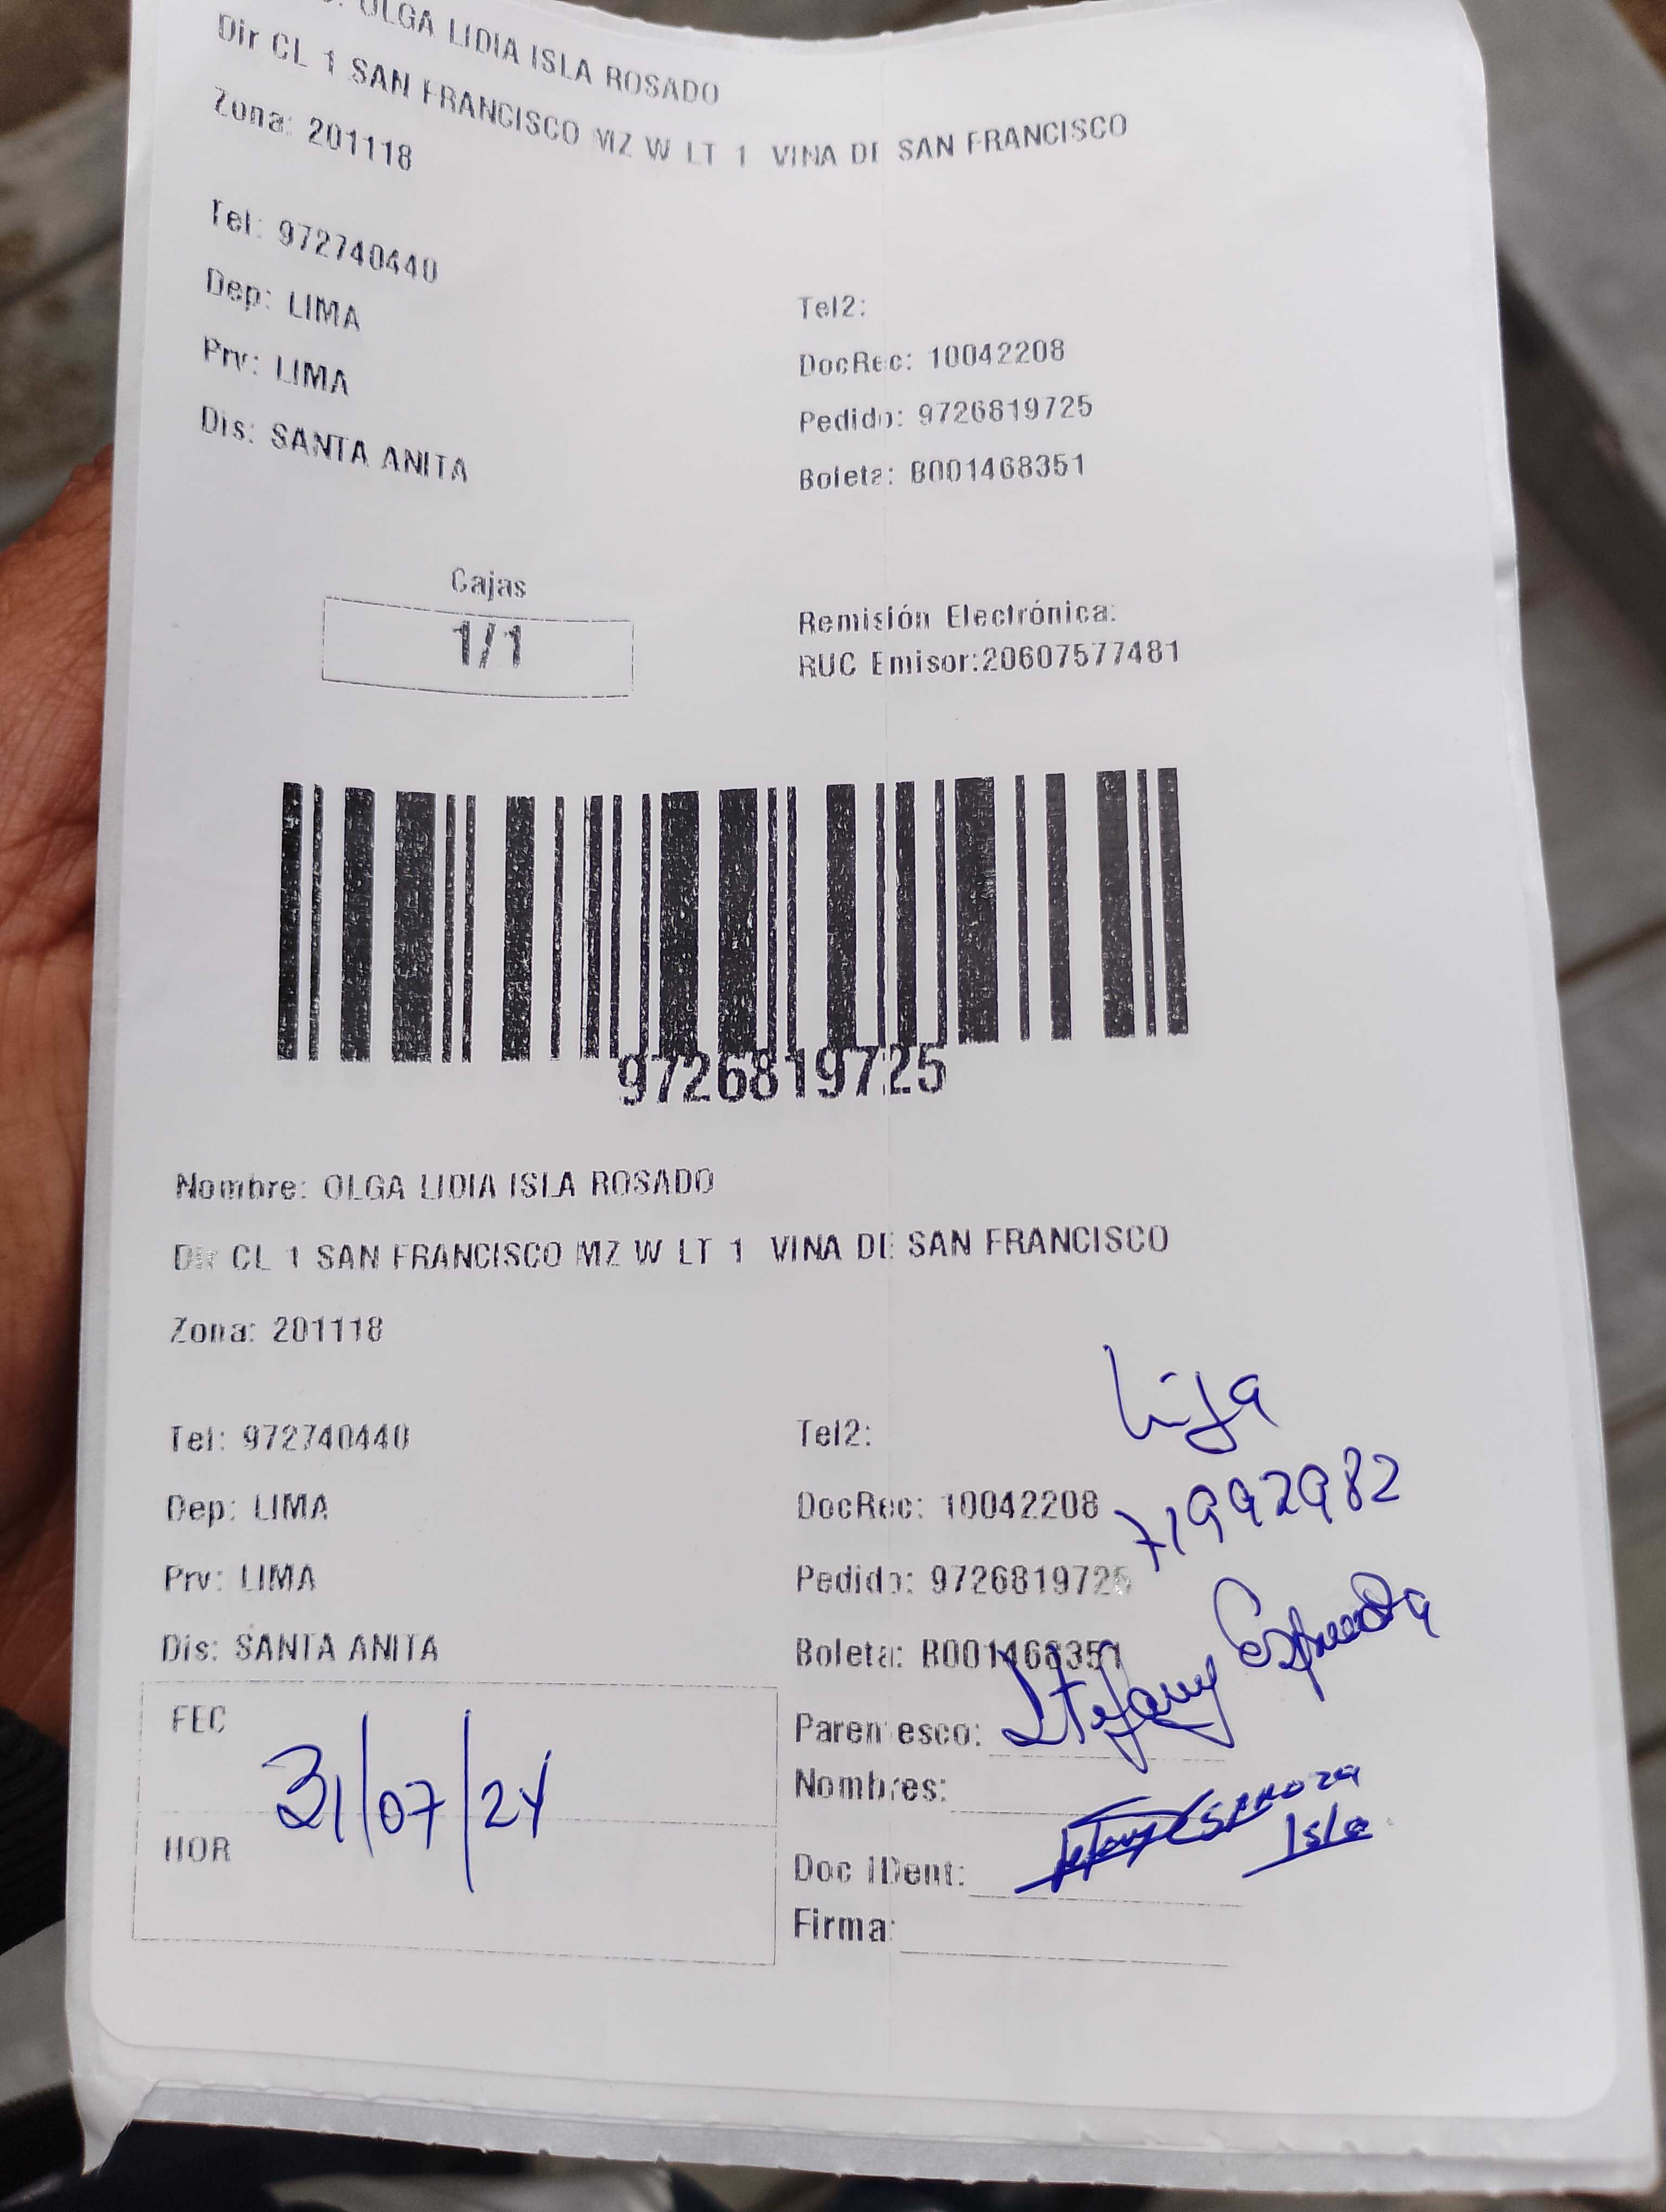 OLGA LIDIA ISLA ROSADO
Dir CL 1 SAN FRANCISCO MZ W LT 1 VINA DE SAN FRANCISCO
Zona: 201118
Tel: 972740440
Tel2:
Dep: LIMA
DocRec: 10042208
Prv: LIMA
Pedido: 9726819725
Dis: SANTA ANITA
Boleta: B001468351
Cajas
1/1
Remisión Electrónica:
RUC Emisor:20607577481
9726819725
Nombre: OLGA LIDIA ISLA ROSADO
Dir CL 1 SAN FRANCISCO MZ W LT 1 VINA DE SAN FRANCISCO
Zona: 201118
Hija
Tel: 972740440
Tel2:
71992982
Dep: LIMA
DocRec: 10042208
Prv: LIMA
Pedido: 9726819725
Dis: SANTA ANITA
Boleta: B001468351
Stefany Espinoza
FEC
31/07/24
Parentesco:
Nombres:
Stefany ESPINOZA
Isla
HOR
Doc IDent:
Firma: